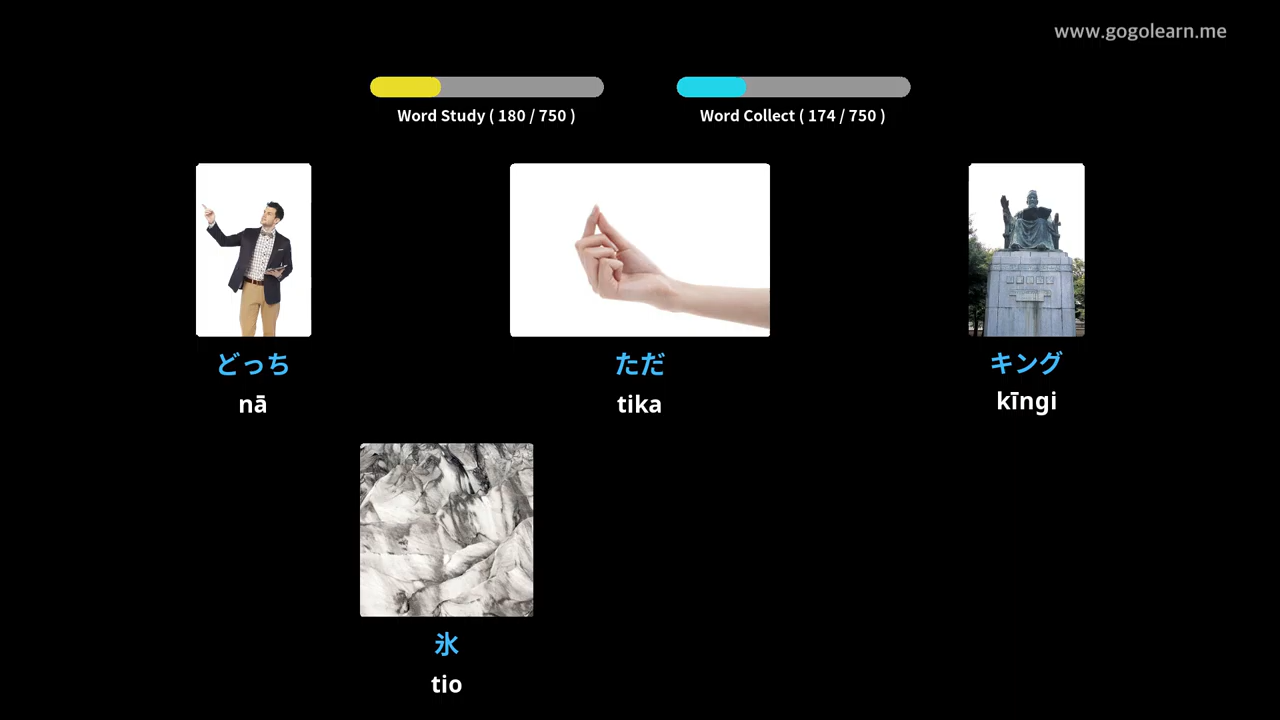 www.gogolearn.me
Word Study ( 180 / 750 )
Word Collect ( 174 / 750 )
どっち
nā
ただ
tika
キング
kīngi
氷
tio